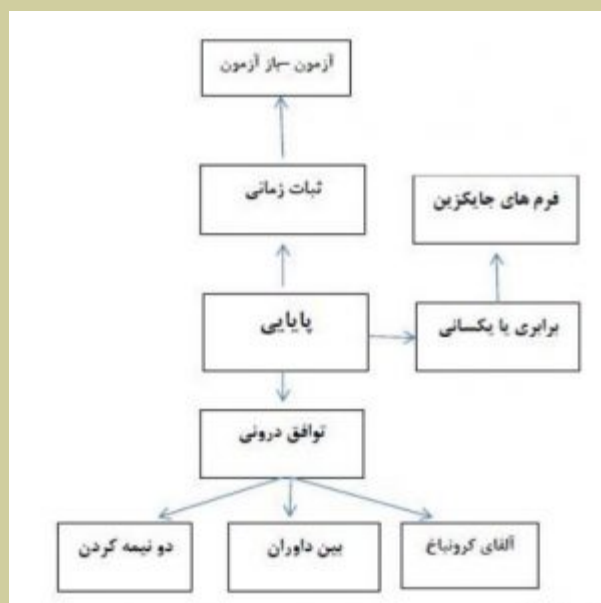 آزمون –باز آزمون
ثبات زمانی
فرم های جایگزین
پایایی
برابری یا یکسانی
توافق درونی
دو نیمه کردن
بین داوران
آلفای کرونباخ